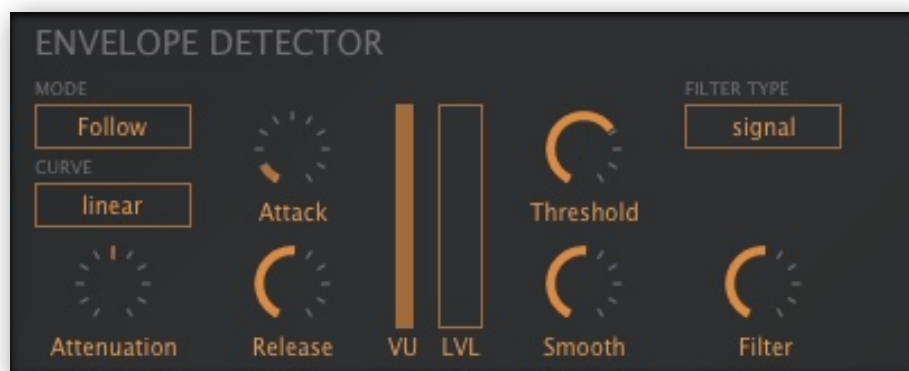 ENVELOPE DETECTOR
MODE
Follow
CURVE
linear
Attenuation
Attack
Release
VU
LVL
Threshold
Smooth
FILTER TYPE
signal
Filter